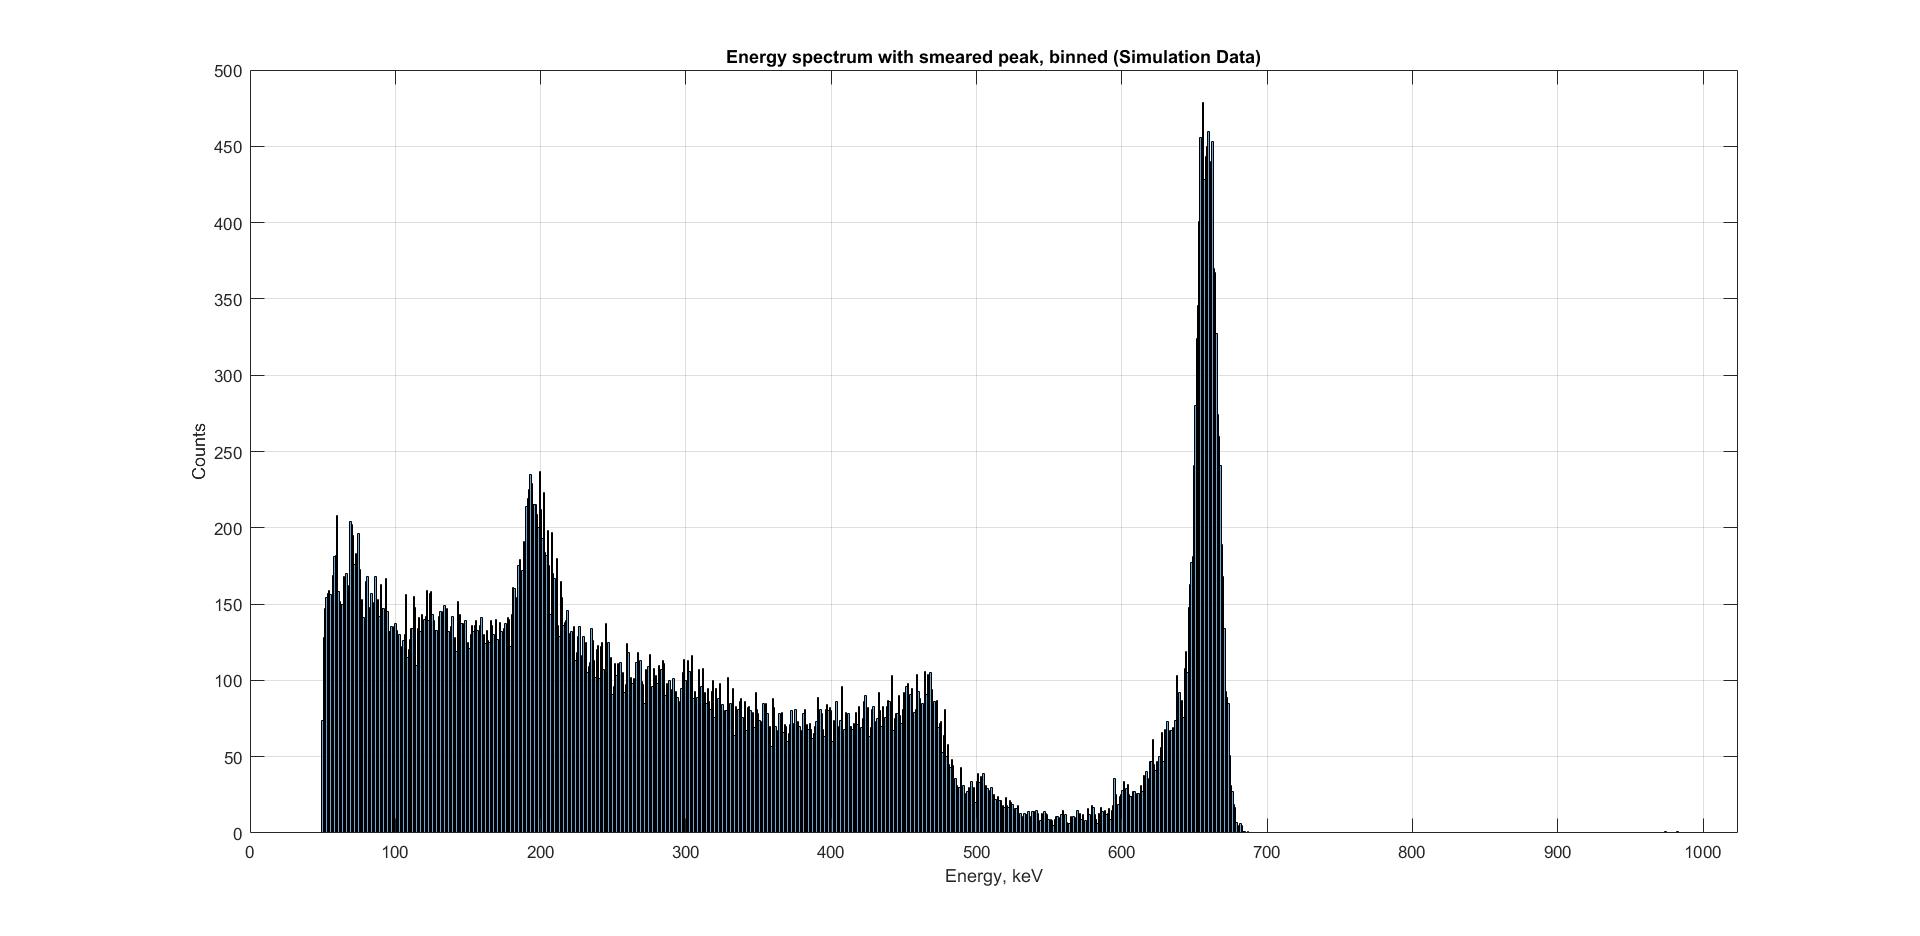 Energy spectrum with smeared peak, binned (Simulation Data)
500
450
400
350
300
250
200
150
100
50
0
Counts
0 100 200 300 400 500 600 700 800 900 1000
Energy, keV